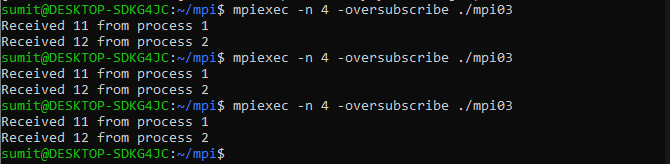 sumit@DESKTOP-SDKG4JC:~/mpi$ mpiexec -n 4 -oversubscribe ./mpi03
Received 11 from process 1
Received 12 from process 2
sumit@DESKTOP-SDKG4JC:~/mpi$ mpiexec -n 4 -oversubscribe ./mpi03
Received 11 from process 1
Received 12 from process 2
sumit@DESKTOP-SDKG4JC:~/mpi$ mpiexec -n 4 -oversubscribe ./mpi03
Received 11 from process 1
Received 12 from process 2
sumit@DESKTOP-SDKG4JC:~/mpi$